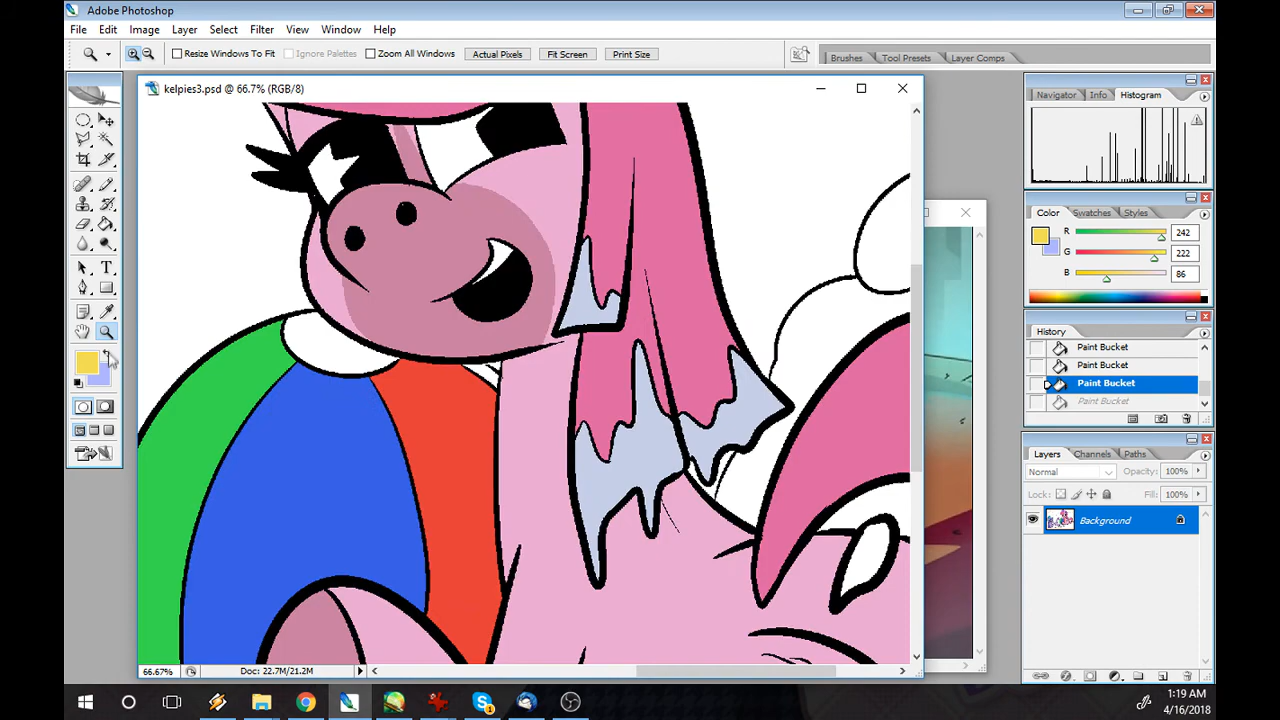 Adobe Photoshop
File Edit Image Layer Select Filter View Window Help
Resize Windows To Fit Ignore Palettes Zoom All Windows Actual Pixels Fit Screen Print Size Brushes Tool Presets Layer Comps
kelpies3.psd @ 66.7% (RGB/8)
Navigator Info Histogram
Color Swatches Styles
R 242
G 222
B 86
History
Paint Bucket
Paint Bucket
Paint Bucket
Paint Bucket
Layers Channels Paths
Normal Opacity: 100%
Lock: Fill: 100%
Background
66.67% Doc: 22.7M/21.2M
1:19 AM
4/16/2018